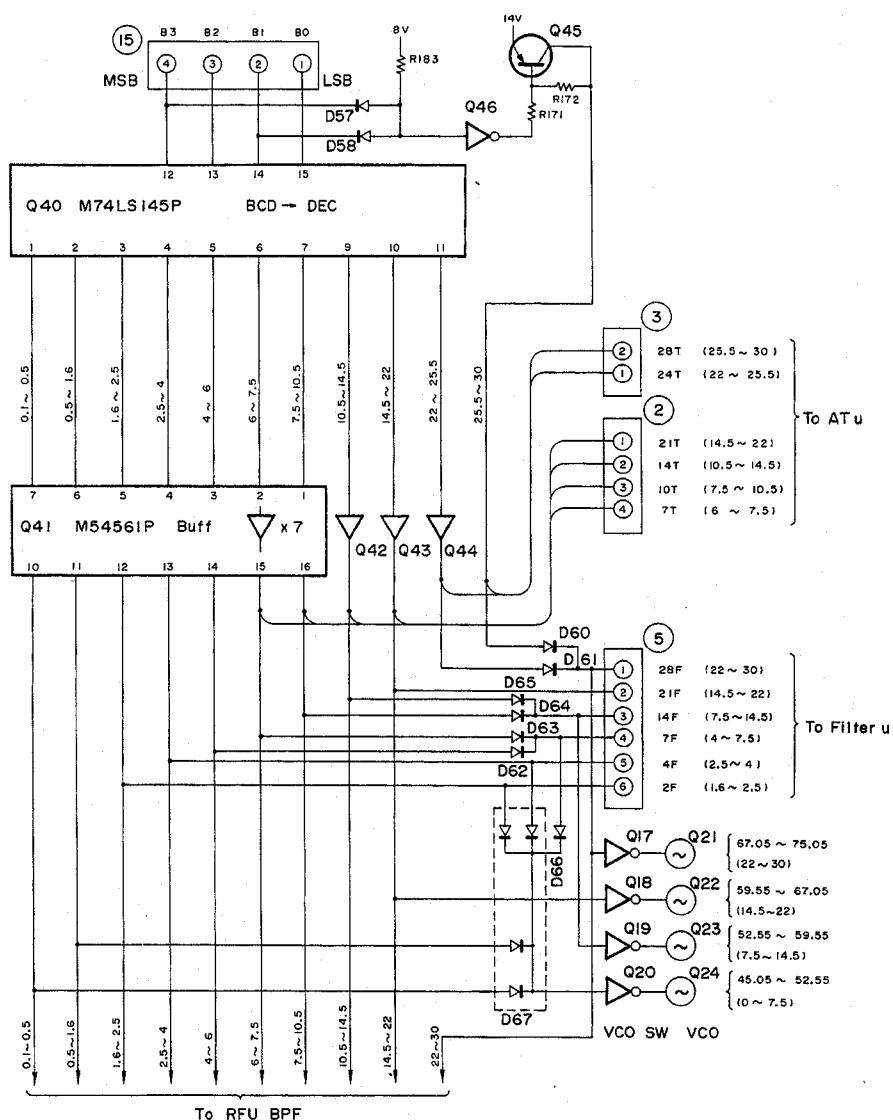 15 B3 B2 B1 B0
4 3 2 1
MSB LSB
8V
R183
14V Q45
R172
R171
D57
D58
Q46
12 13 14 15
Q40 M74LS145P BCD → DEC
1 2 3 4 5 6 7 9 10 11
0.1~0.5
0.5~1.6
1.6~2.5
2.5~4
4~6
6~7.5
7.5~10.5
10.5~14.5
14.5~22
22~25.5
25.5~30
3
2 28T (25.5~30)
1 24T (22~25.5)
2
1 21T (14.5~22)
2 14T (10.5~14.5)
3 10T (7.5~10.5)
4 7T (6~7.5)
To ATu
7 6 5 4 3 2 1
Q41 M54561P Buff x7
10 11 12 13 14 15 16
Q42 Q43 Q44
D60
D61
D65
D64
D63
D62
5
1 28F (22~30)
2 21F (14.5~22)
3 14F (7.5~14.5)
4 7F (4~7.5)
5 4F (2.5~4)
6 2F (1.6~2.5)
To Filter u
D66
D67
Q17 Q21 67.05~75.05
(22~30)
Q18 Q22 59.55~67.05
(14.5~22)
Q19 Q23 52.55~59.55
(7.5~14.5)
Q20 Q24 45.05~52.55
(0~7.5)
VCO SW VCO
0.1~0.5
0.5~1.6
1.6~2.5
2.5~4
4~6
6~7.5
7.5~10.5
10.5~14.5
14.5~22
22~30
To RFU BPF